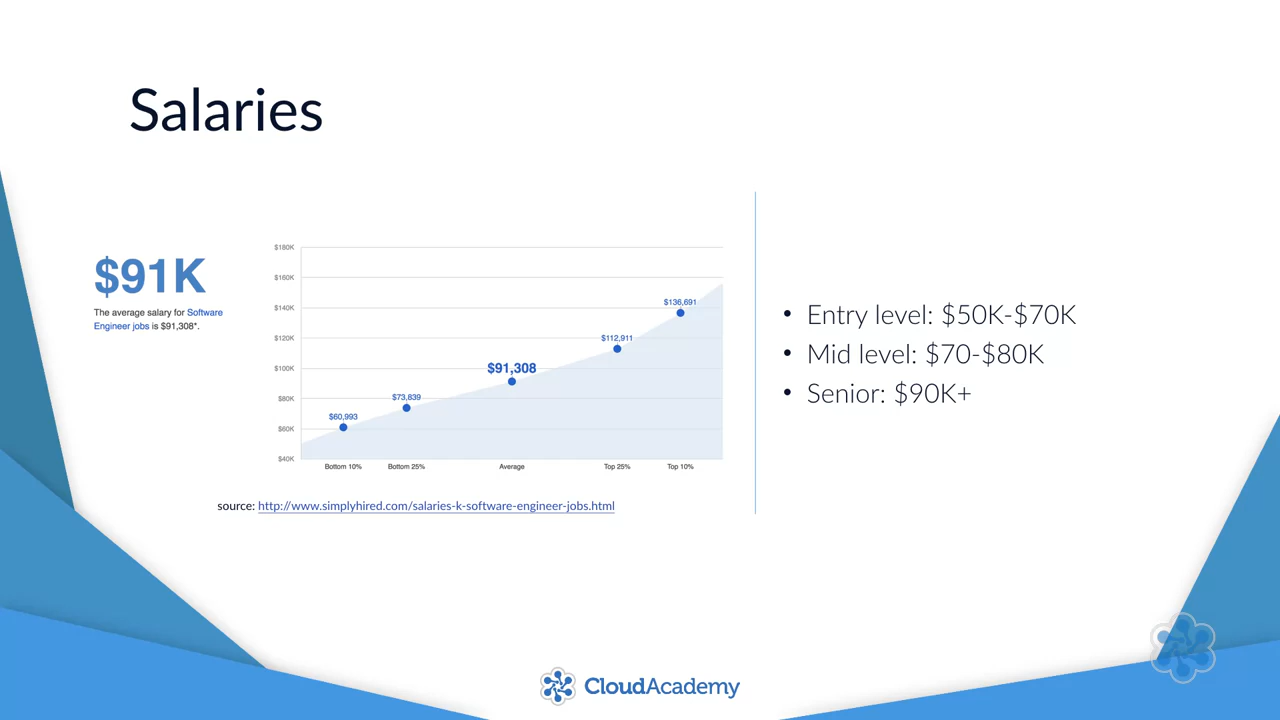 Salaries
$91K
The average salary for Software
Engineer jobs is $91,308*.
$180K
$160K
$140K
$120K
$100K
$80K
$60K
$40K
$60,993
$73,839
$91,308
$112,911
$136,691
Bottom 10%
Bottom 25%
Average
Top 25%
Top 10%
source: http://www.simplyhired.com/salaries-k-software-engineer-jobs.html
• Entry level: $50K-$70K
• Mid level: $70-$80K
• Senior: $90K+
CloudAcademy